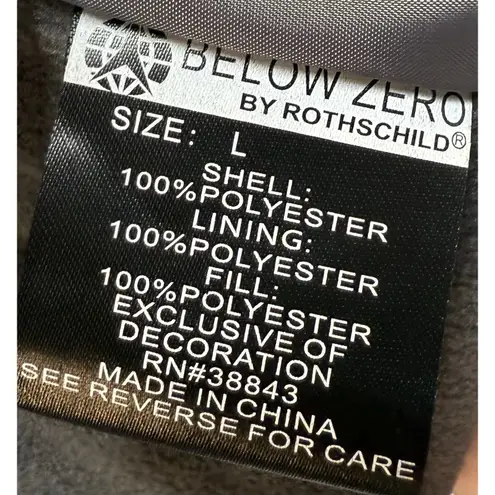 BELOW ZERO
BY ROTHSCHILD®
SIZE: L
SHELL:
100%POLYESTER
LINING:
100%POLYESTER
FILL:
100%POLYESTER
EXCLUSIVE OF
DECORATION
RN#38843
MADE IN CHINA
SEE REVERSE FOR CARE